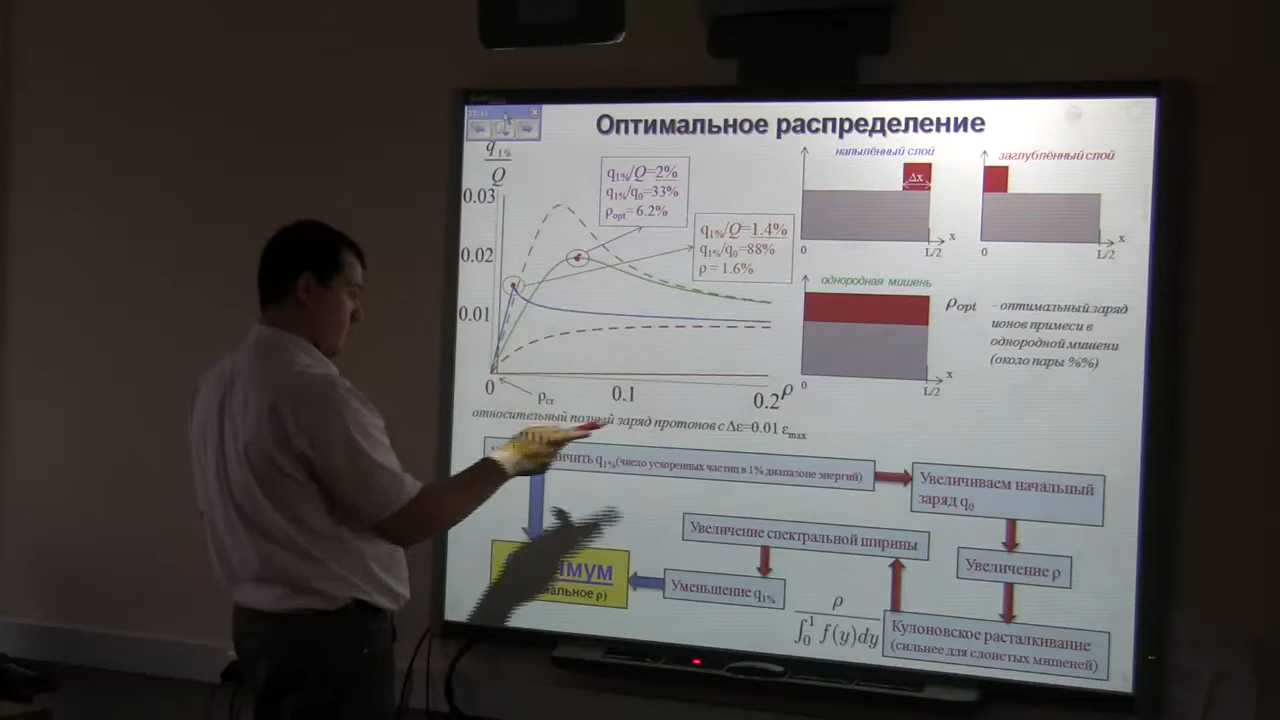 Оптимальное распределение
q1%
Q
0.03
0.02
0.01
0
ρcr
0.1
0.2
ρ
q1%/Q=2%
q1%/q0=33%
ρopt=6.2%
q1%/Q=1.4%
q1%/q0=88%
ρ = 1.6%
напылённый слой
Δx
0
L/2
x
заглублённый слой
0
L/2
x
однородная мишень
0
L/2
x
ρopt - оптимальный заряд
ионов примеси в
однородной мишени
(около пары %%)
относительный полный заряд протонов с Δε=0.01 εmax
q1%(число ускоренных частиц в 1% диапазоне энергий)
Увеличиваем начальный
заряд q0
Увеличение спектральной ширины
Увеличение ρ
Уменьшение q1%
ρ
∫₀¹ f(y)dy
Кулоновское расталкивание
(сильнее для слоистых мишеней)